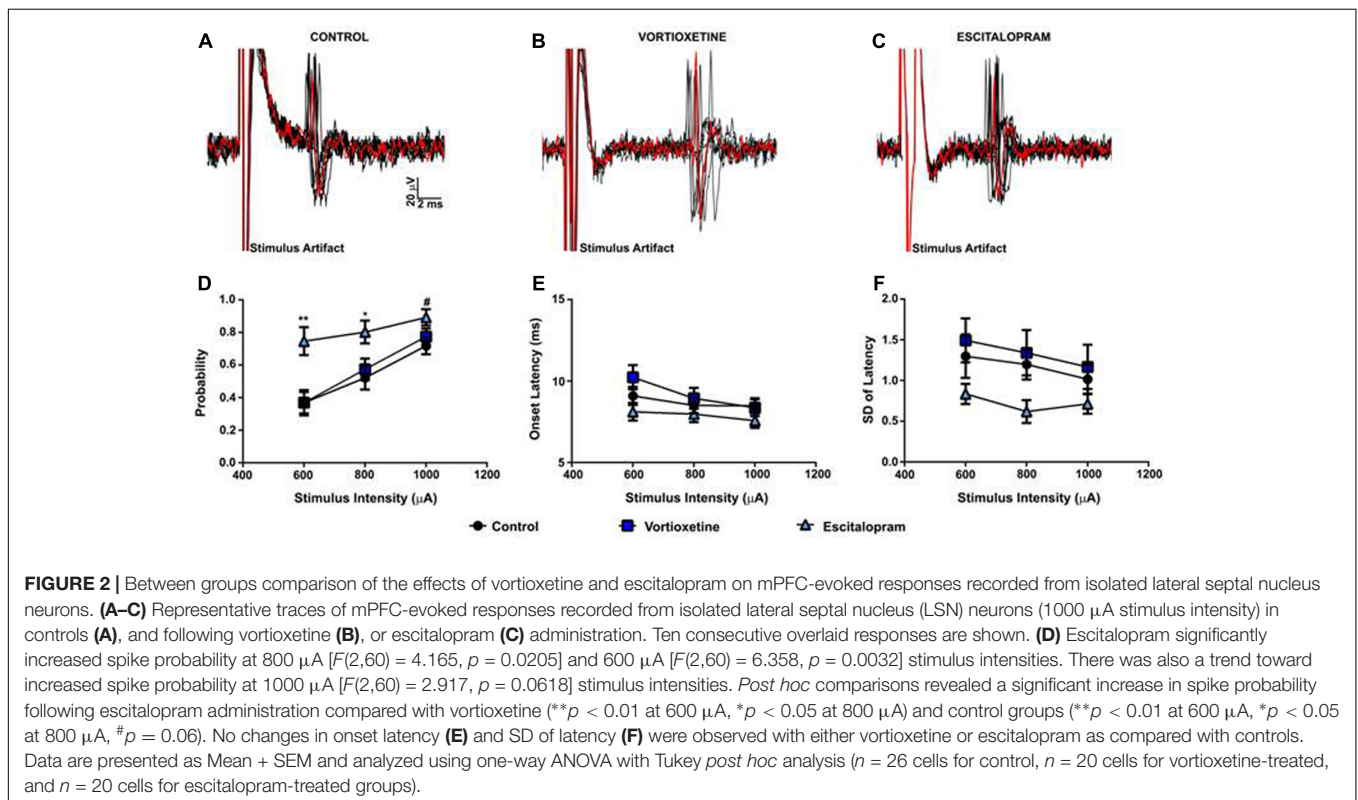 A
CONTROL
B
VORTIOXETINE
C
ESCITALOPRAM
20 μV
2 ms
Stimulus Artifact
Stimulus Artifact
Stimulus Artifact
D
1.0
0.8
0.6
0.4
0.2
0.0
Probability
**
*
#
400
600
800
1000
1200
Stimulus Intensity (μA)
E
15
10
5
Onset Latency (ms)
400
600
800
1000
1200
Stimulus Intensity (μA)
F
2.0
1.5
1.0
0.5
0.0
SD of Latency
400
600
800
1000
1200
Stimulus Intensity (μA)
Control
Vortioxetine
Escitalopram
FIGURE 2 | Between groups comparison of the effects of vortioxetine and escitalopram on mPFC-evoked responses recorded from isolated lateral septal nucleus
neurons. (A–C) Representative traces of mPFC-evoked responses recorded from isolated lateral septal nucleus (LSN) neurons (1000 μA stimulus intensity) in
controls (A), and following vortioxetine (B), or escitalopram (C) administration. Ten consecutive overlaid responses are shown. (D) Escitalopram significantly
increased spike probability at 800 μA [F(2,60) = 4.165, p = 0.0205] and 600 μA [F(2,60) = 6.358, p = 0.0032] stimulus intensities. There was also a trend toward
increased spike probability at 1000 μA [F(2,60) = 2.917, p = 0.0618] stimulus intensities. Post hoc comparisons revealed a significant increase in spike probability
following escitalopram administration compared with vortioxetine (**p < 0.01 at 600 μA, *p < 0.05 at 800 μA) and control groups (**p < 0.01 at 600 μA, *p < 0.05
at 800 μA, #p = 0.06). No changes in onset latency (E) and SD of latency (F) were observed with either vortioxetine or escitalopram as compared with controls.
Data are presented as Mean + SEM and analyzed using one-way ANOVA with Tukey post hoc analysis (n = 26 cells for control, n = 20 cells for vortioxetine-treated,
and n = 20 cells for escitalopram-treated groups).